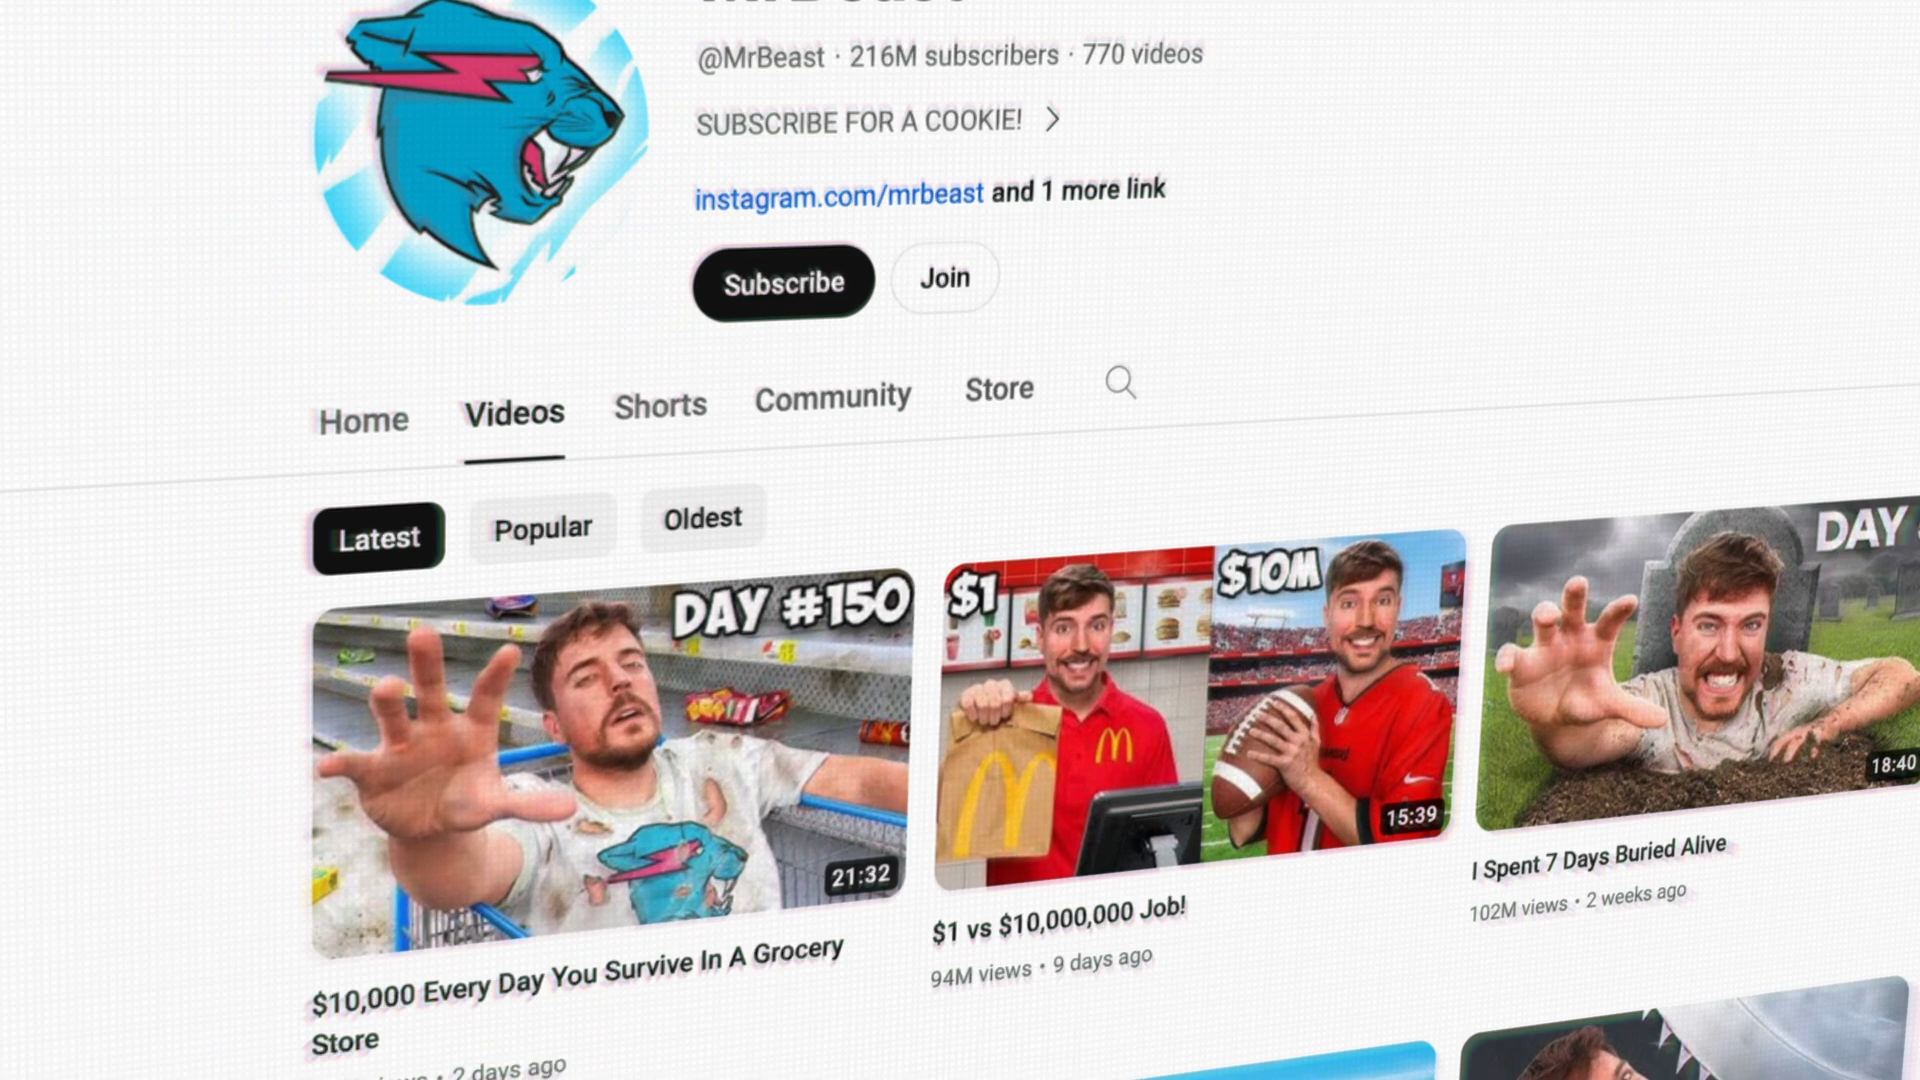 @MrBeast · 216M subscribers · 770 videos
SUBSCRIBE FOR A COOKIE! >
instagram.com/mrbeast and 1 more link
Subscribe
Join
Home
Videos
Shorts
Community
Store
Latest
Popular
Oldest
DAY #150
21:32
$10,000 Every Day You Survive In A Grocery
Store
• 2 days ago
$1
$10M
15:39
$1 vs $10,000,000 Job!
94M views • 9 days ago
DAY
18:40
I Spent 7 Days Buried Alive
102M views • 2 weeks ago